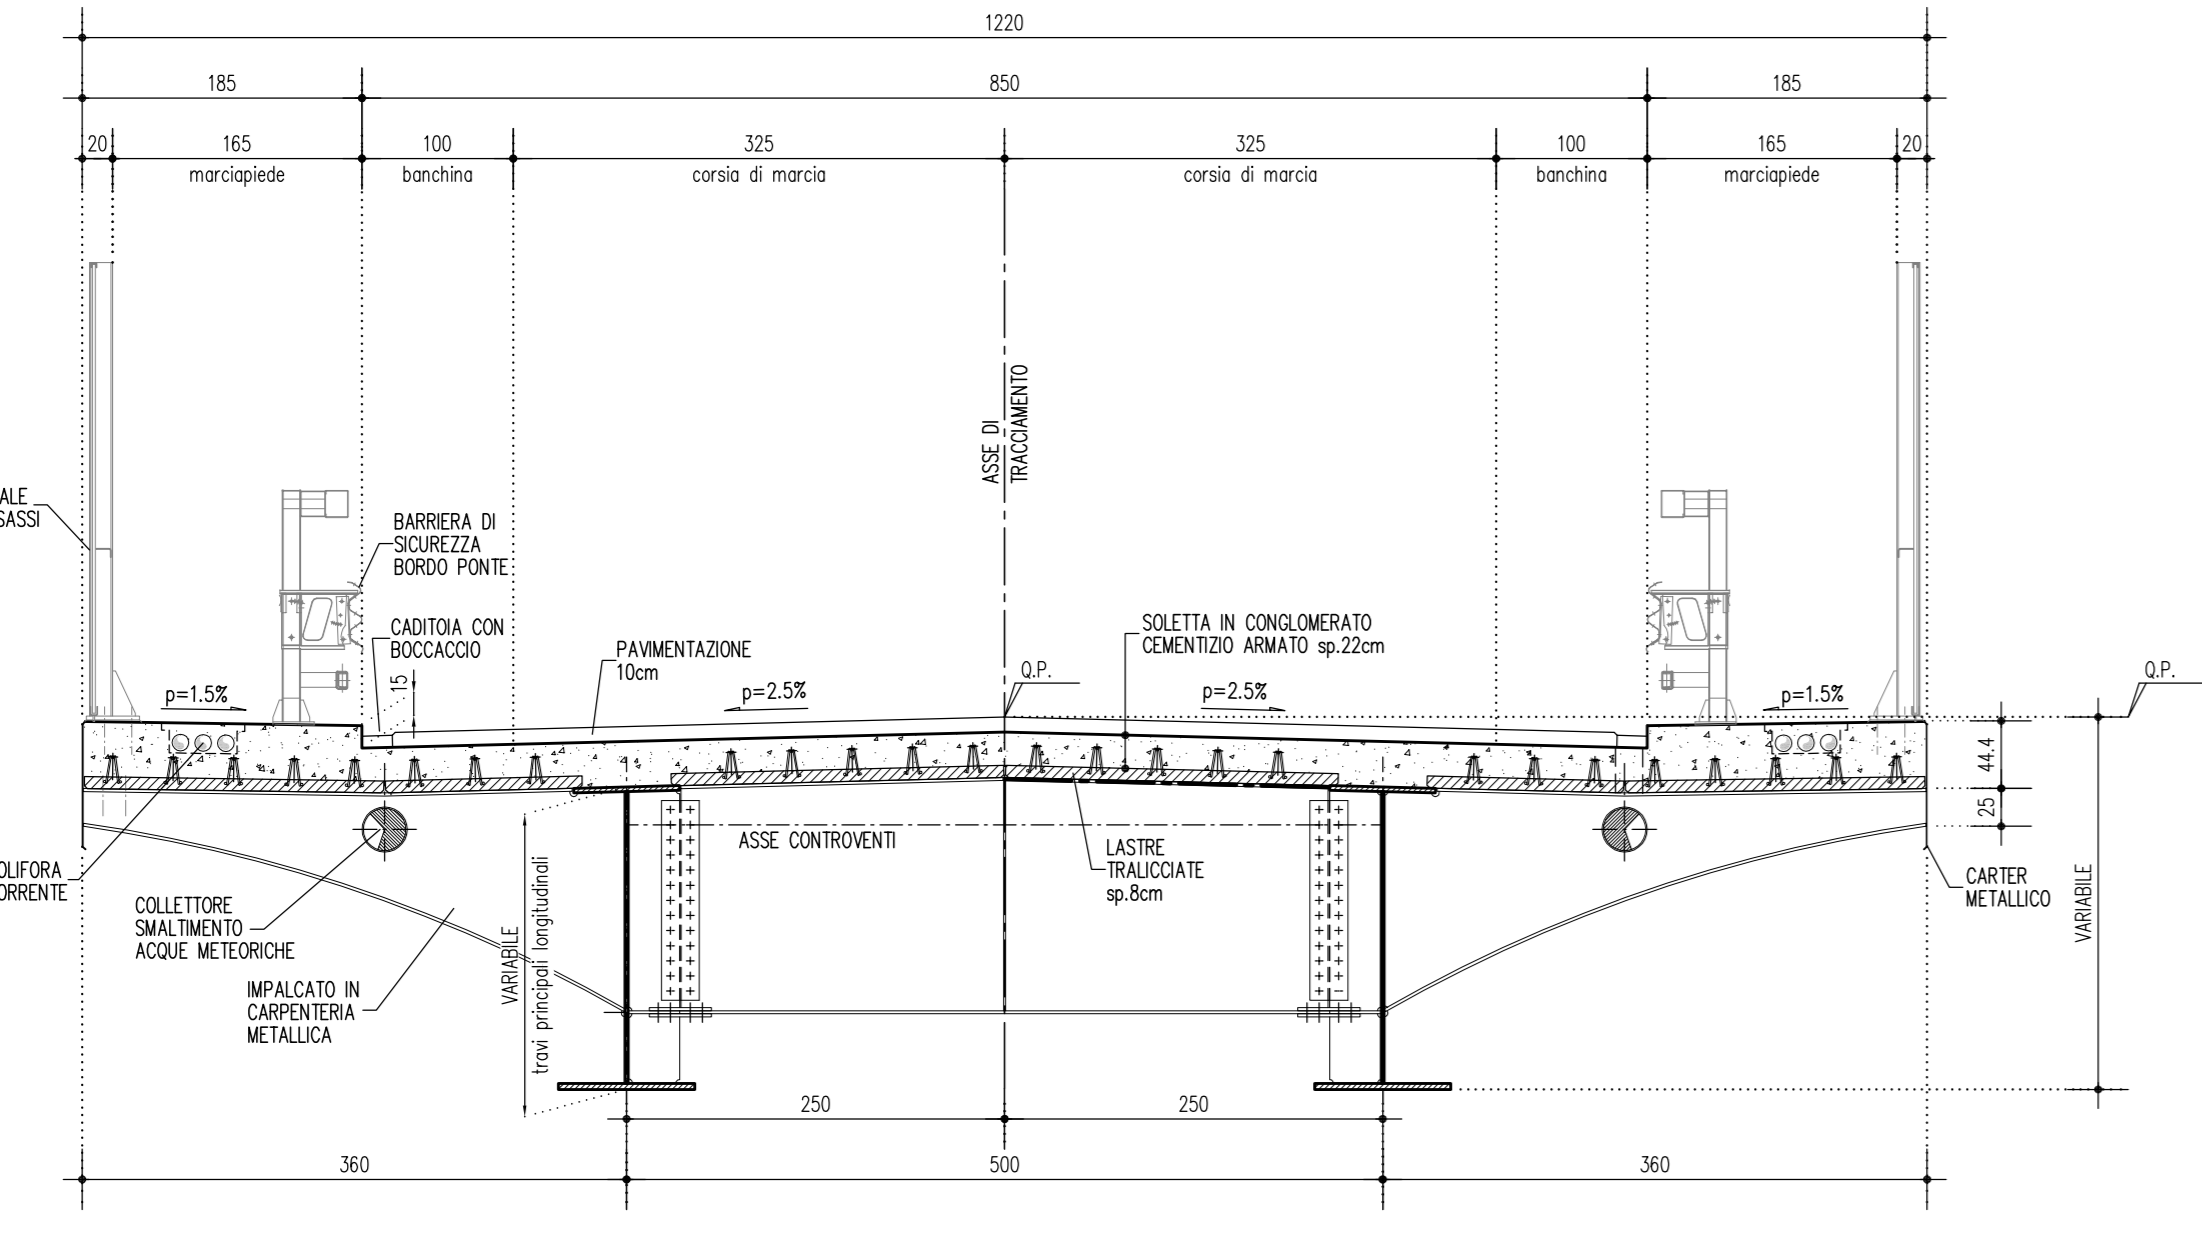 1220
185
850
185
20
165
100
325
325
100
165
20
marciapiede
banchina
corsia di marcia
corsia di marcia
banchina
marciapiede
ASSE DI
TRACCIAMENTO
ALE
SASSI
BARRIERA DI
SICUREZZA
BORDO PONTE
CADITOIA CON
BOCCACCIO
15
PAVIMENTAZIONE
10cm
SOLETTA IN CONGLOMERATO
CEMENTIZIO ARMATO sp.22cm
Q.P.
Q.P.
p=1.5%
p=2.5%
p=2.5%
p=1.5%
44.4
25
ASSE CONTROVENTI
LASTRE
TRALICCIATE
sp.8cm
OLIFORA
ORRENTE
COLLETTORE
SMALTIMENTO
ACQUE METEORICHE
IMPALCATO IN
CARPENTERIA
METALLICA
VARIABILE
travi principali longitudinali
CARTER
METALLICO
VARIABILE
250
250
360
500
360